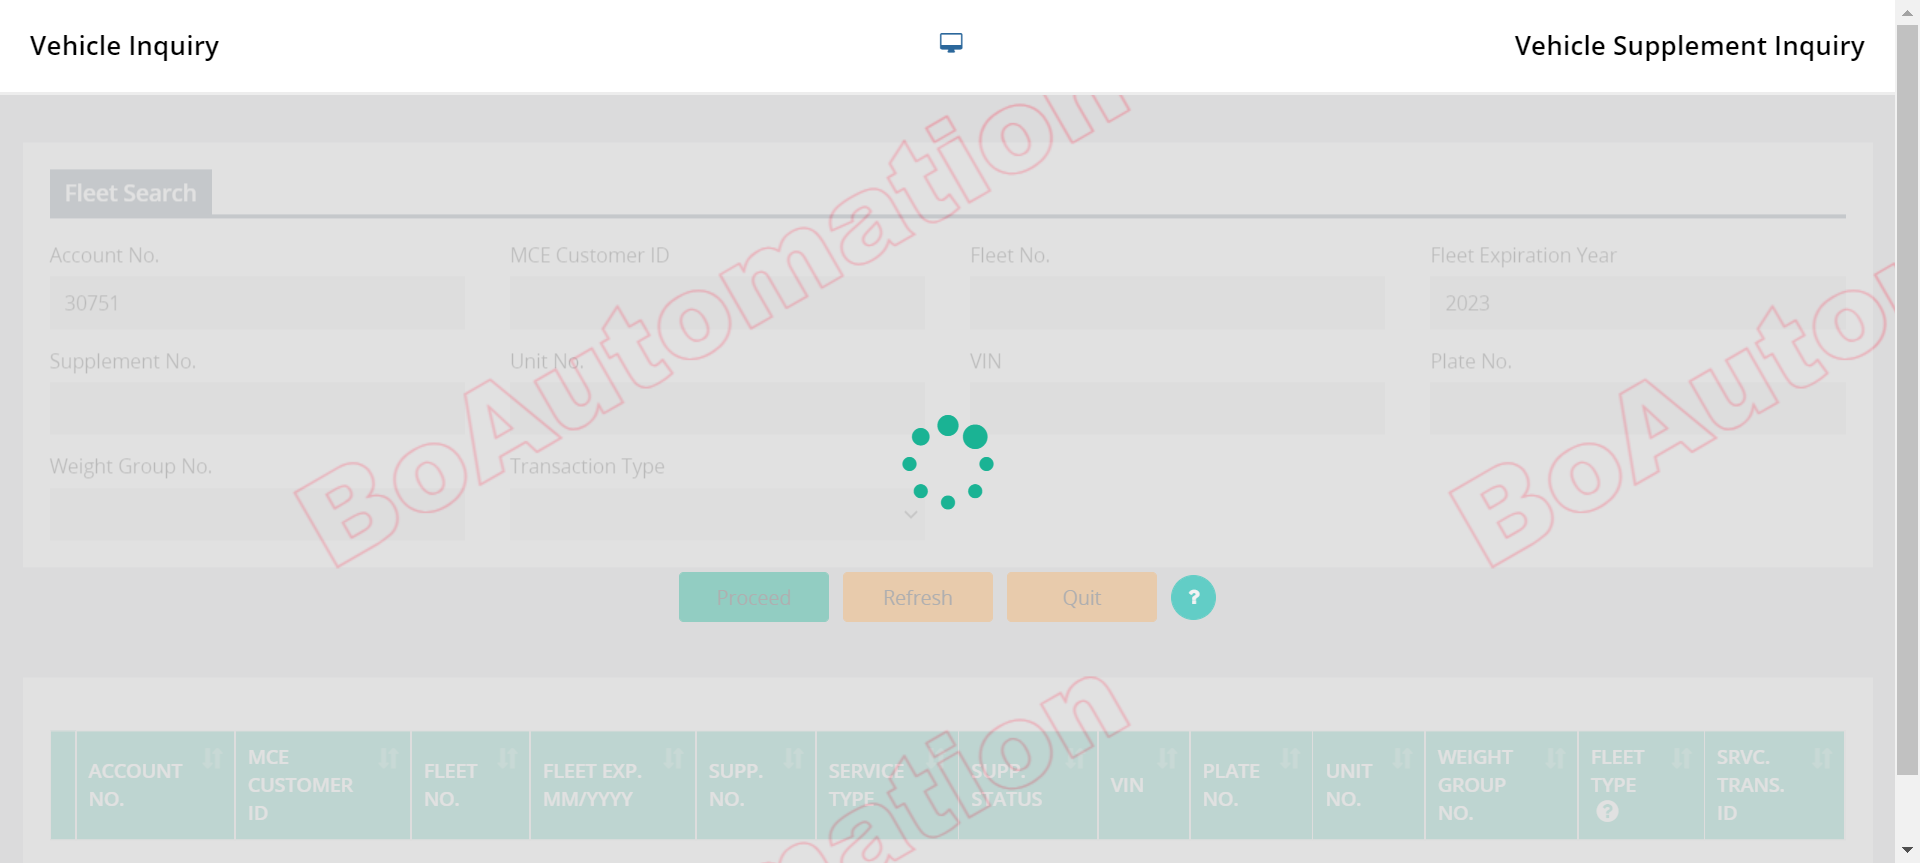 Vehicle Inquiry
Vehicle Supplement Inquiry
Fleet Search
Account No.
MCE Customer ID
Fleet No.
Fleet Expiration Year
30751
2023
Supplement No.
Unit No.
VIN
Plate No.
Weight Group No.
Transaction Type
Proceed
Refresh
Quit
?
ACCOUNT
NO.
MCE
CUSTOMER
ID
FLEET
NO.
FLEET EXP.
MM/YYYY
SUPP.
NO.
SERVICE
TYPE
SUPP.
STATUS
VIN
PLATE
NO.
UNIT
NO.
WEIGHT
GROUP
NO.
FLEET
TYPE
?
SRVC.
TRANS.
ID
BoAutomation
BoAuto
mation